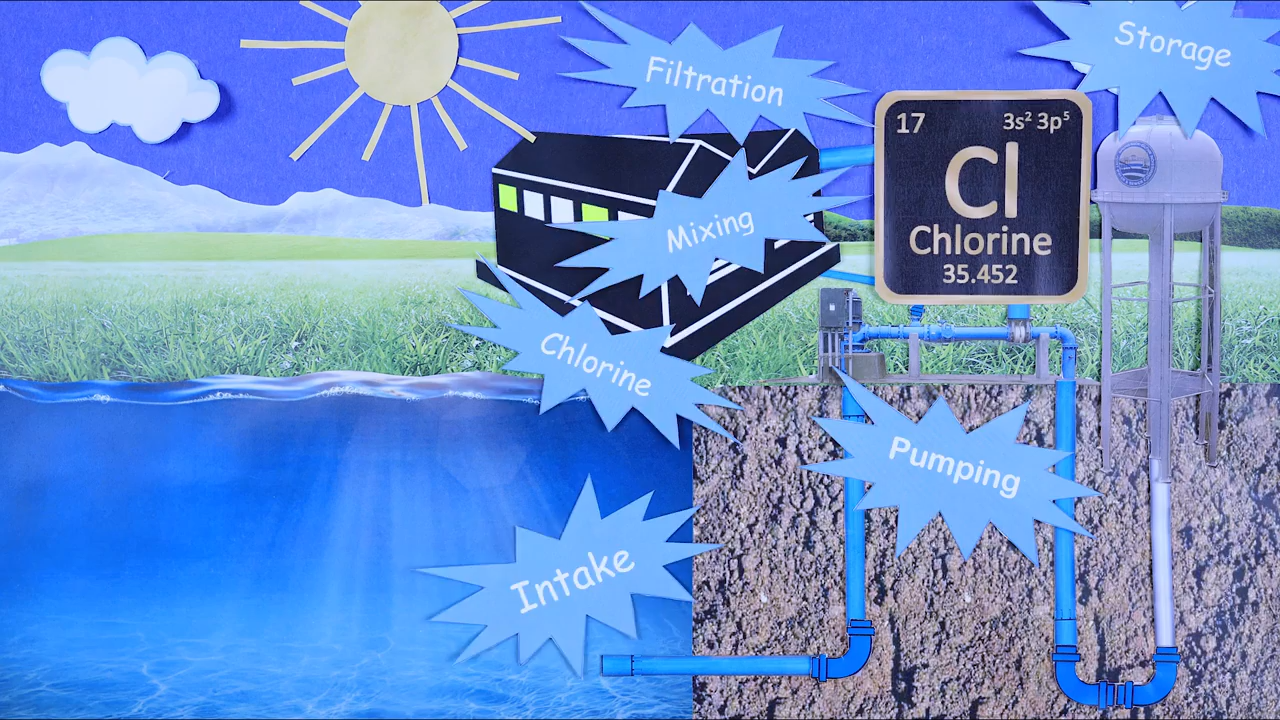 Storage
Filtration
17 3s² 3p⁵
Cl
Chlorine
35.452
Mixing
Chlorine
Pumping
Intake